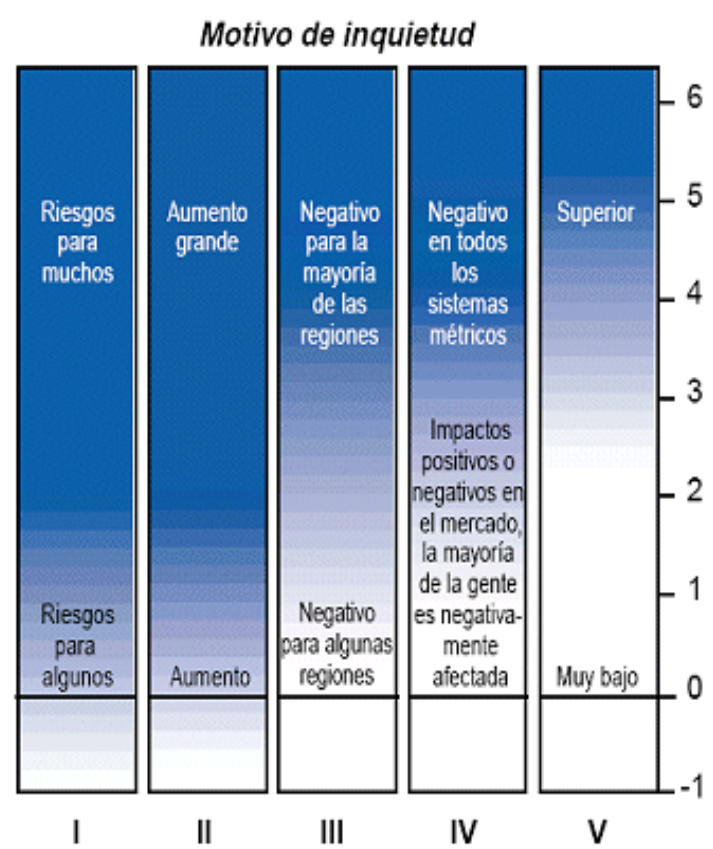 Motivo de inquietud
Riesgos
para
muchos
Riesgos
para
algunos
Aumento
grande
Aumento
Negativo
para la
mayoría
de las
regiones
Negativo
para algunas
regiones
Negativo
en todos
los
sistemas
métricos
Impactos
positivos o
negativos en
el mercado,
la mayoría
de la gente
es negativa-
mente
afectada
Superior
Muy bajo
6
5
4
3
2
1
0
-1
I
II
III
IV
V